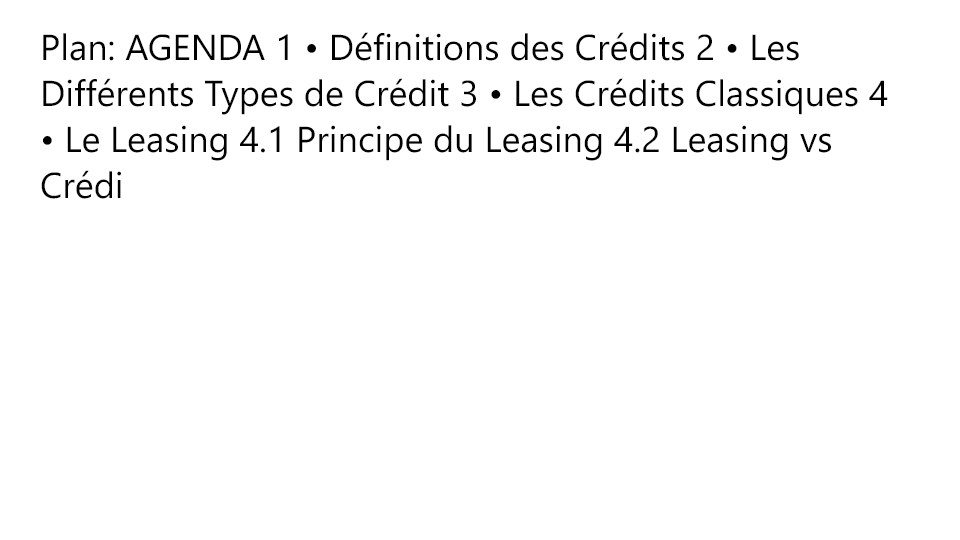 Plan: AGENDA 1 • Définitions des Crédits 2 • Les
Différents Types de Crédit 3 • Les Crédits Classiques 4
• Le Leasing 4.1 Principe du Leasing 4.2 Leasing vs
Crédi